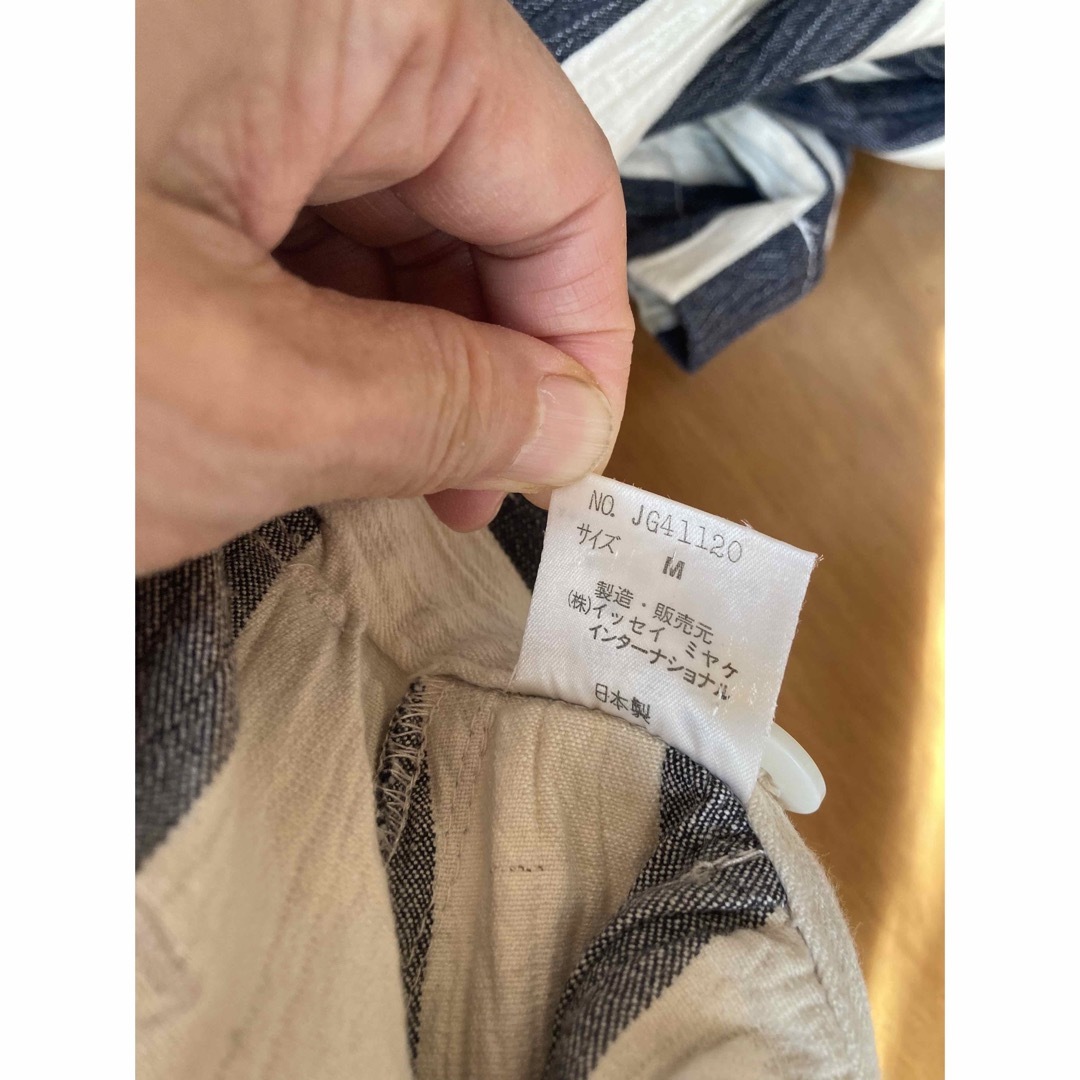 NO. JG41120
サイズ M
製造・販売元
(株)イッセイ ミヤケ
インターナショナル
日本製